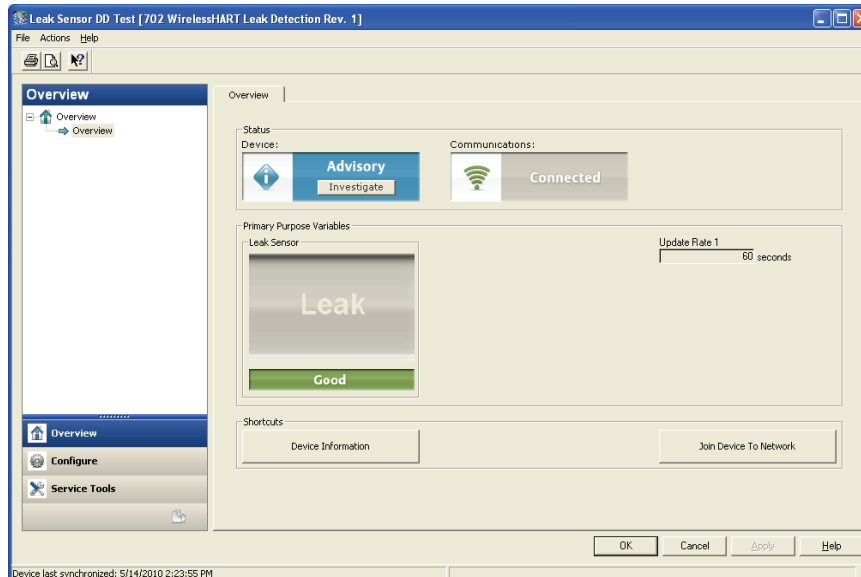 Leak Sensor DD Test [702 WirelessHART Leak Detection Rev. 1]
File Actions Help
Overview
Overview
Overview
Overview
Status
Device:
Advisory
Investigate
Communications:
Connected
Primary Purpose Variables
Leak Sensor
Leak
Good
Update Rate 1
60 seconds
Shortcuts
Device Information
Join Device To Network
Overview
Configure
Service Tools
OK Cancel Apply Help
Device last synchronized: 5/14/2010 2:23:55 PM